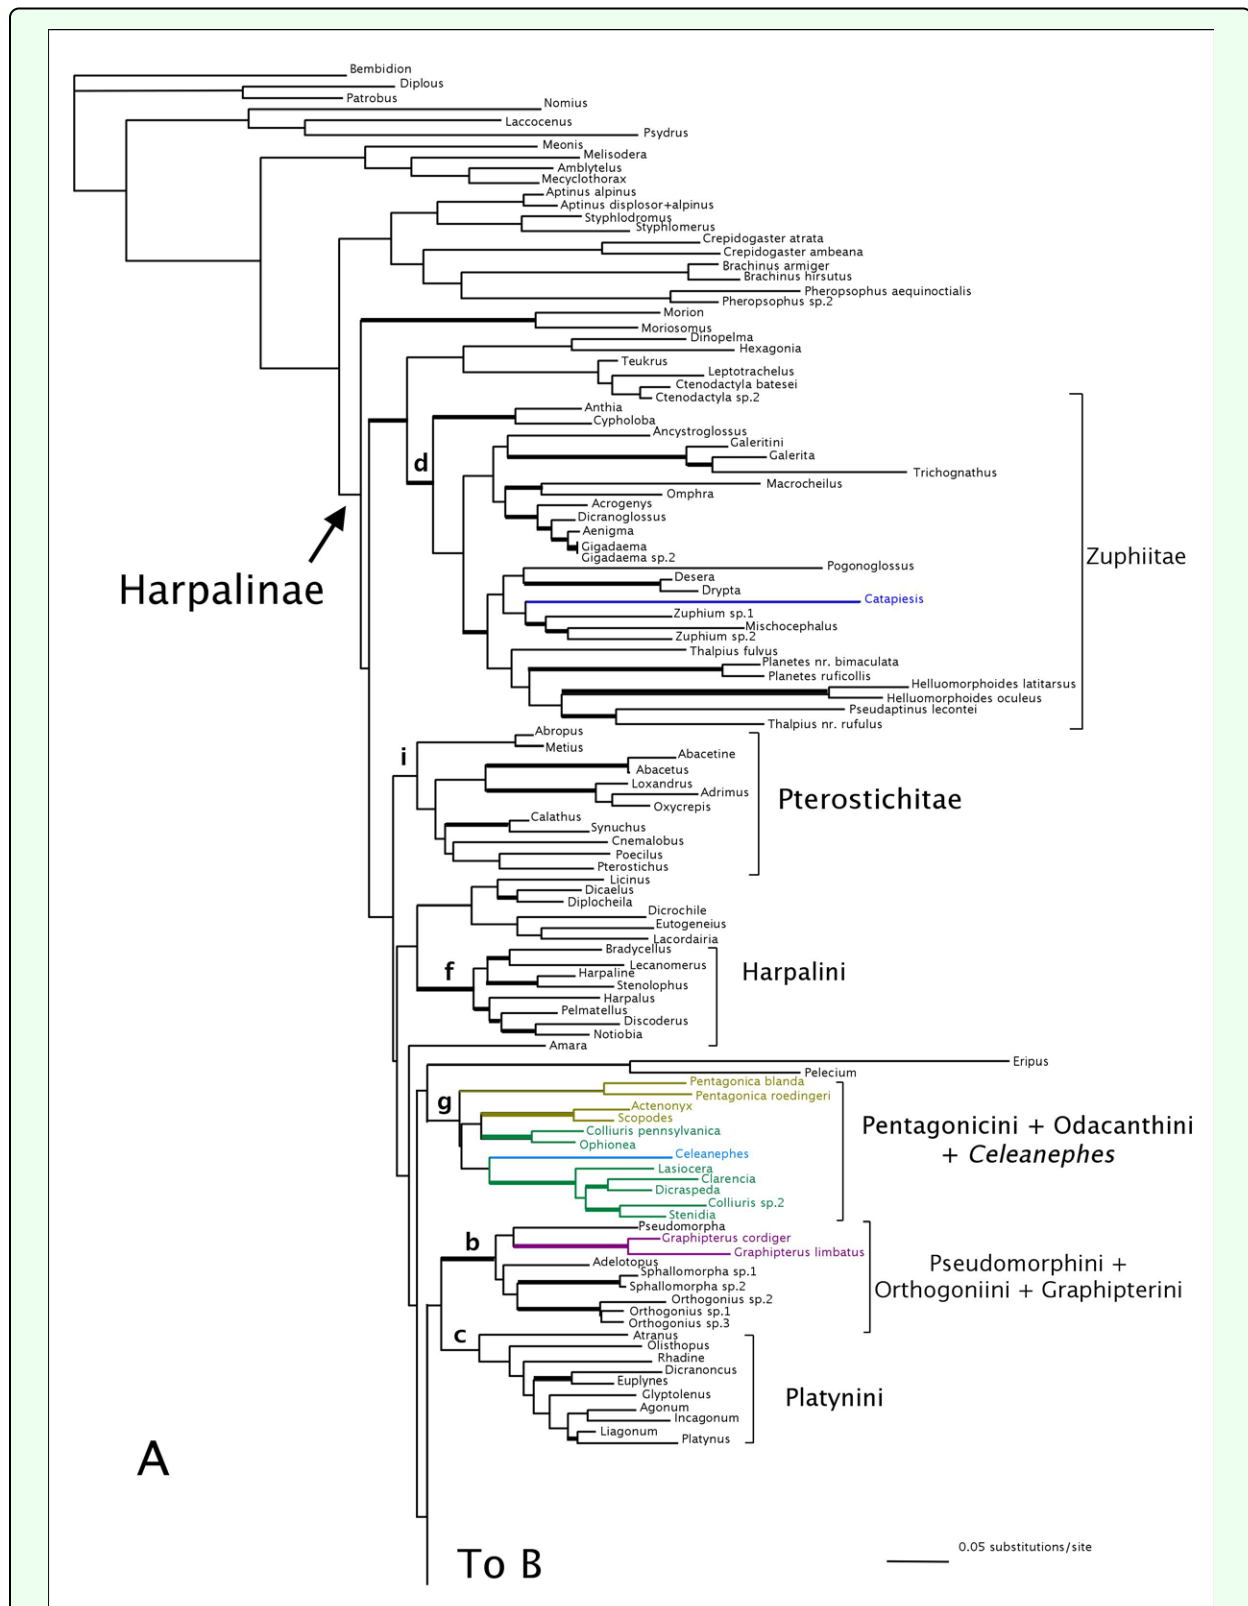 Bembidion
Diplous
Patrobus
Nomius
Laccocenus
Psydrus
Meonis
Melisodera
Amblytelus
Mecyclothorax
Aptinus alpinus
Aptinus displosor+alpinus
Styphlodromus
Styphlomerus
Crepidogaster atrata
Crepidogaster ambeana
Brachinus armiger
Brachinus hirsutus
Pheropsophus aequinoctialis
Pheropsophus sp.2
Morion
Moriosomus
Dinopelma
Hexagonia
Teukrus
Leptotrachelus
Ctenodactyla batesei
Ctenodactyla sp.2
Anthia
Cypholoba
Ancystroglossus
Galeritini
Galerita
d
Trichognathus
Macrocheilus
Omphra
Acrogenys
Dicranoglossus
Aenigma
Gigadaema
Gigadaema sp.2
Zuphiitae
Harpalinae
Pogonoglossus
Desera
Drypta
Catapiesis
Zuphium sp.1
Mischocephalus
Zuphium sp.2
Thalpius fulvus
Planetes nr. bimaculata
Planetes ruficollis
Helluomorphoides latitarsus
Helluomorphoides oculeus
Pseudaptinus lecontei
Thalpius nr. rufulus
Abropus
Metius
i
Abacetine
Abacetus
Loxandrus
Adrimus
Oxycrepis
Pterostichitae
Calathus
Synuchus
Cnemalobus
Poecilus
Pterostichus
Licinus
Dicaelus
Diplocheila
Dicrochile
Eutogeneius
Lacordairia
Bradycellus
Lecanomerus
f
Harpaline
Stenolophus
Harpalini
Harpalus
Pelmatellus
Discoderus
Notiobia
Amara
Eripus
Pelecium
Pentagonica blanda
Pentagonica roedingeri
g
Actenonyx
Scopodes
Colliuris pennsylvanica
Ophionea
Celeanephes
Pentagonicini + Odacanthini
+ Celeanephes
Lasiocera
Clarencia
Dicraspeda
Colliuris sp.2
Stenidia
Pseudomorpha
b
Graphipterus cordiger
Graphipterus limbatus
Adelotopus
Sphallomorpha sp.1
Sphallomorpha sp.2
Pseudomorphini +
Orthogoniini + Graphipterini
Orthogonius sp.2
Orthogonius sp.1
Orthogonius sp.3
c
Atranus
Olisthopus
Rhadine
Dicranoncus
Euplynes
Glyptolenus
Agonum
Incagonum
Liagonum
Platynus
Platynini
A
To B
0.05 substitutions/site